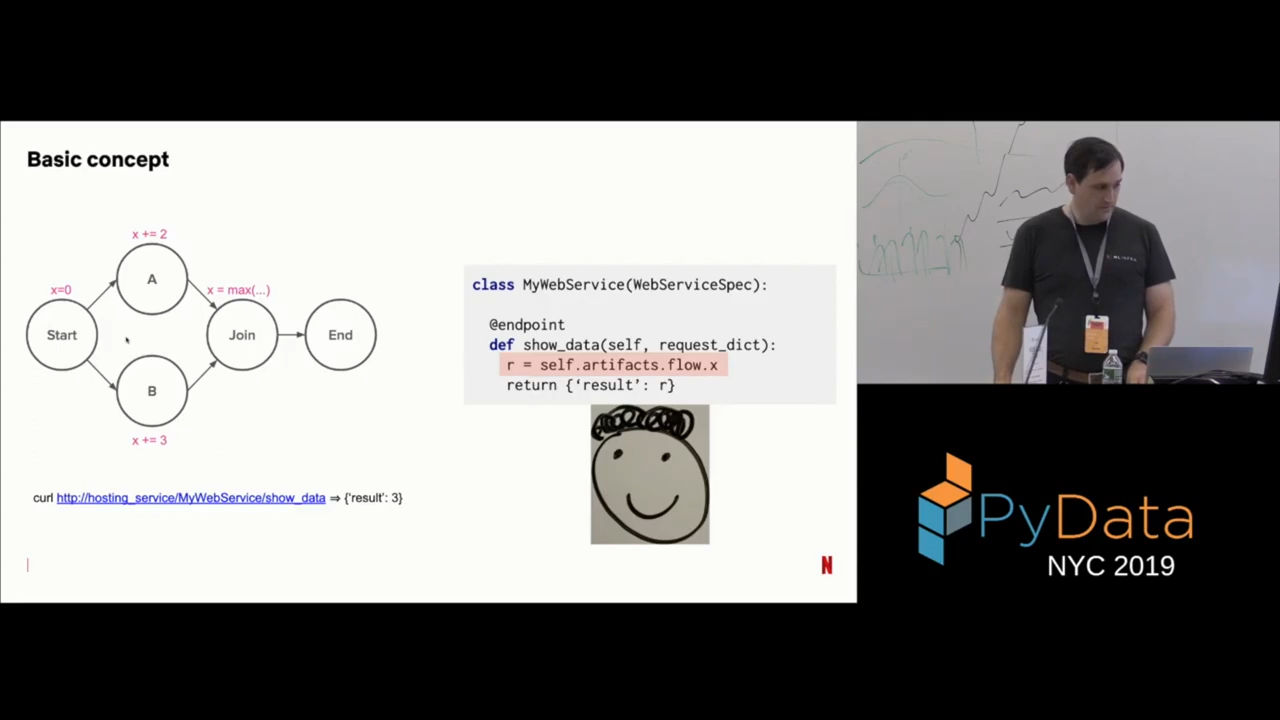 Basic concept
x += 2
A
x=0
x = max(...)
Start
Join
End
B
x += 3
curl http://hosting_service/MyWebService/show_data ⇒ {‘result’: 3}
class MyWebService(WebServiceSpec):
@endpoint
def show_data(self, request_dict):
r = self.artifacts.flow.x
return {‘result’: r}
N
PyData
NYC 2019